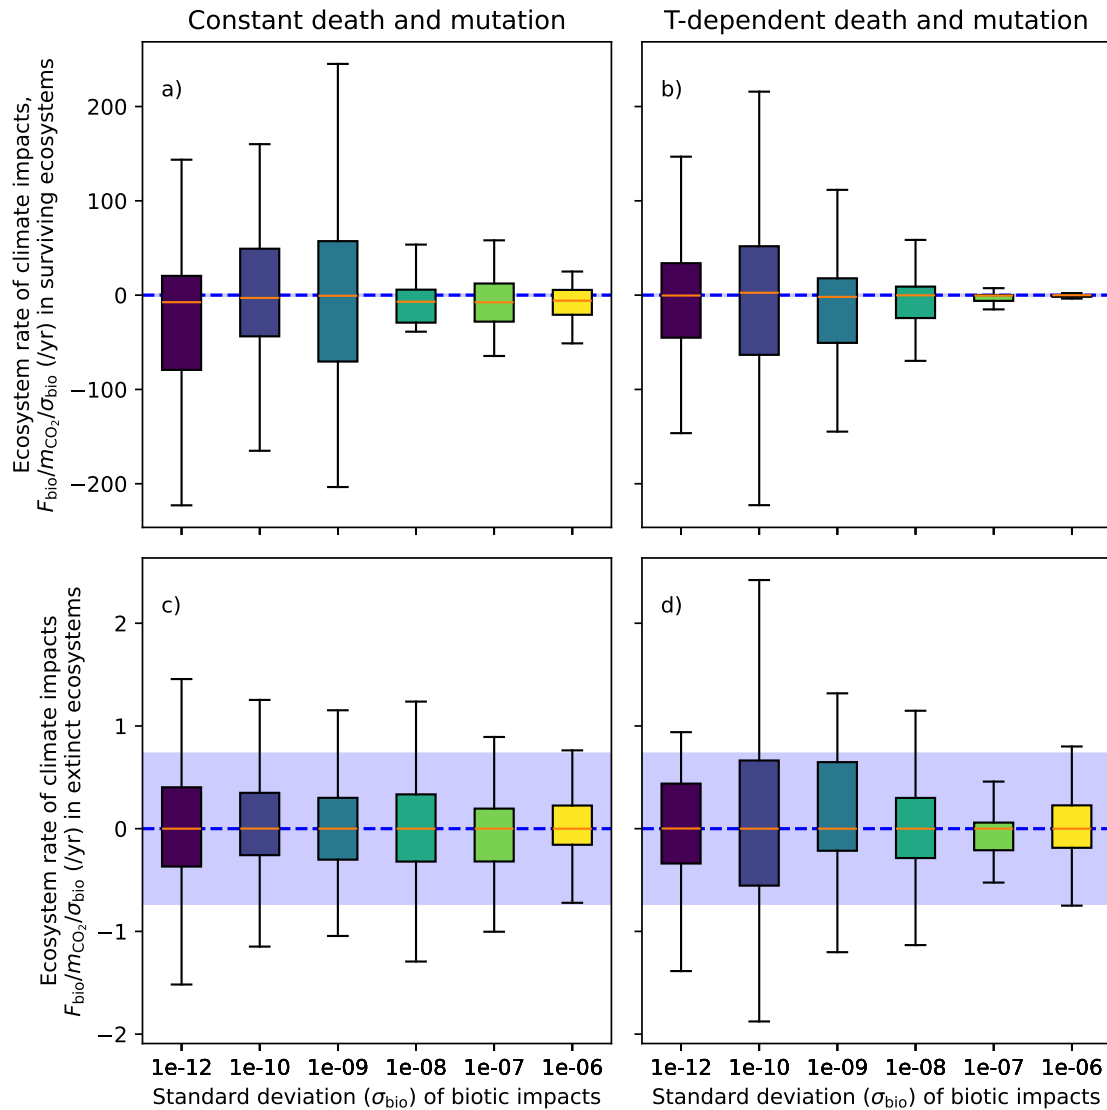 Constant death and mutation
T-dependent death and mutation
Ecosystem rate of climate impacts,
F_bio/m_CO₂/σ_bio (/yr) in surviving ecosystems
200
100
0
−100
−200
a)
b)
Ecosystem rate of climate impacts
F_bio/m_CO₂/σ_bio (/yr) in extinct ecosystems
2
1
0
−1
−2
c)
d)
1e-12 1e-10 1e-09 1e-08 1e-07 1e-06
1e-12 1e-10 1e-09 1e-08 1e-07 1e-06
Standard deviation (σ_bio) of biotic impacts
Standard deviation (σ_bio) of biotic impacts